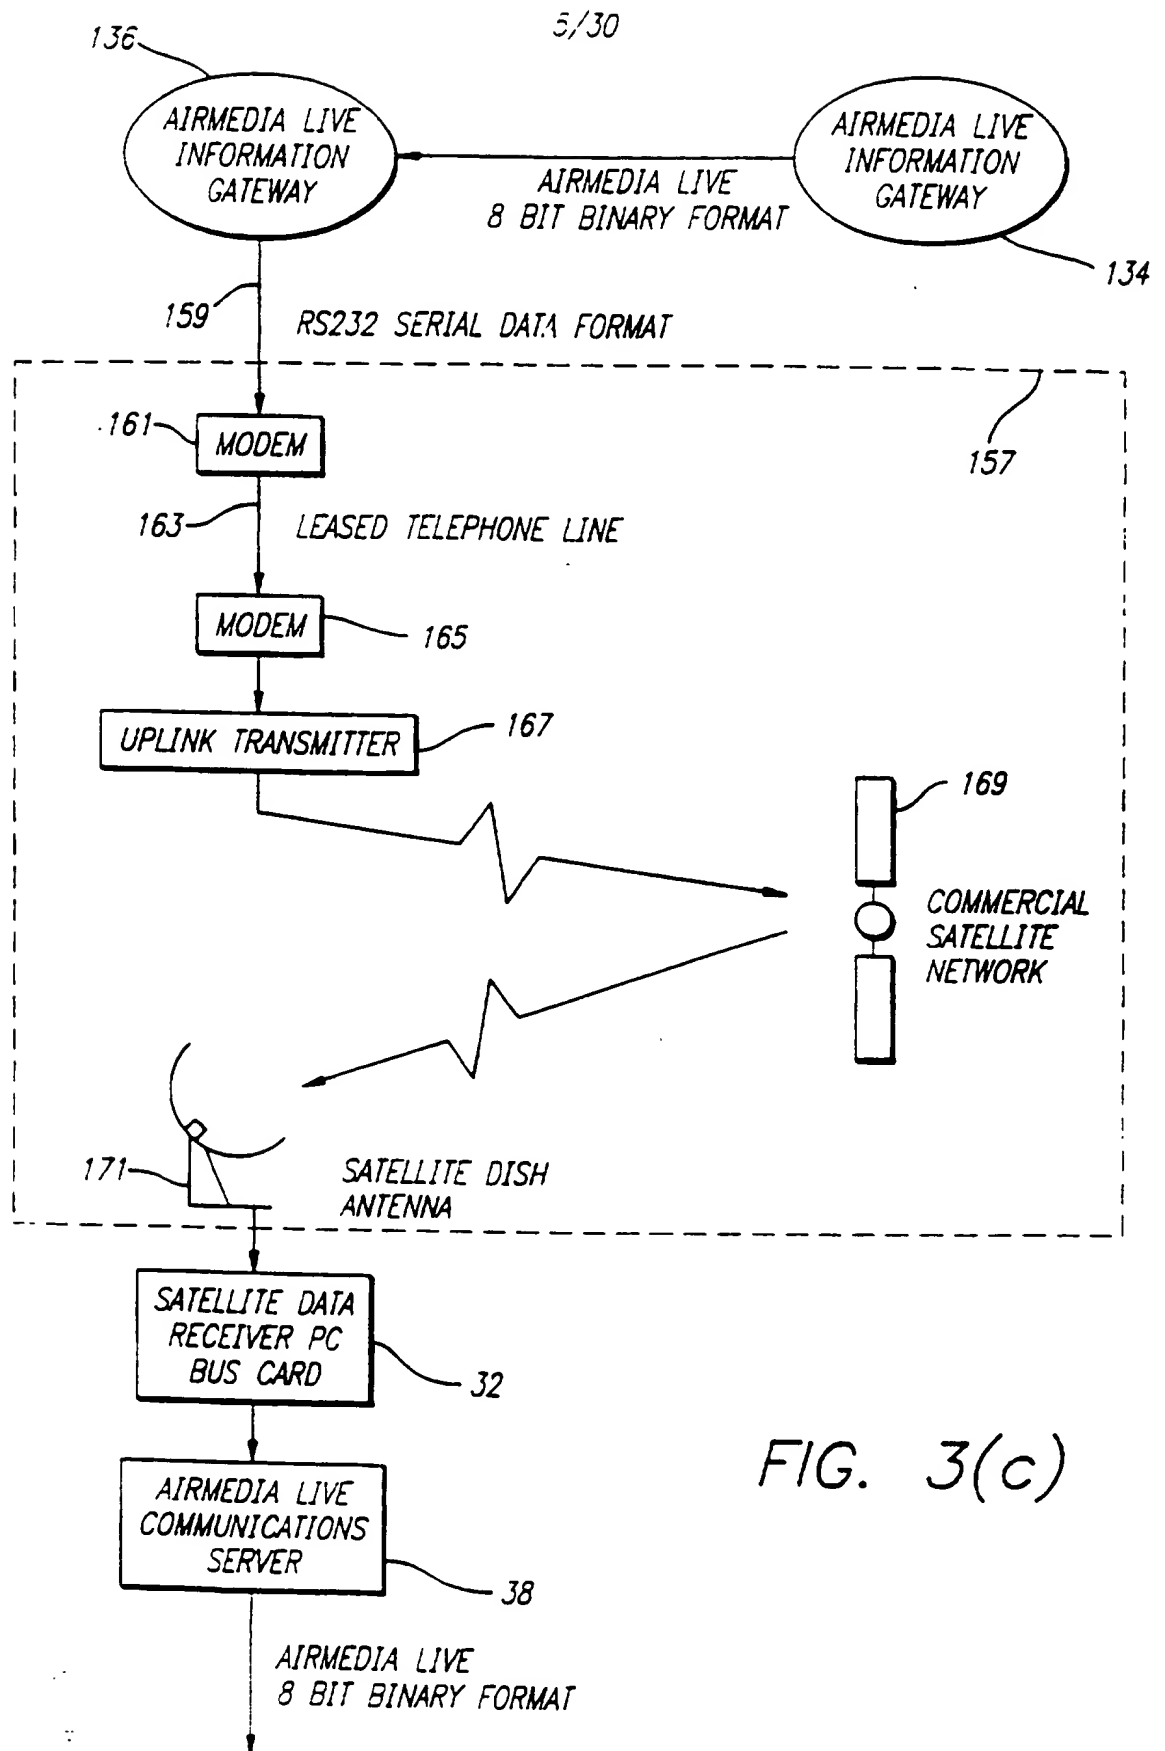 5/30
136
AIRMEDIA LIVE
INFORMATION
GATEWAY
AIRMEDIA LIVE
INFORMATION
GATEWAY
AIRMEDIA LIVE
8 BIT BINARY FORMAT
134
159
RS232 SERIAL DATA FORMAT
161
MODEM
157
163
LEASED TELEPHONE LINE
MODEM
165
UPLINK TRANSMITTER
167
169
COMMERCIAL
SATELLITE
NETWORK
171
SATELLITE DISH
ANTENNA
SATELLITE DATA
RECEIVER PC
BUS CARD
32
AIRMEDIA LIVE
COMMUNICATIONS
SERVER
38
FIG. 3(c)
AIRMEDIA LIVE
8 BIT BINARY FORMAT